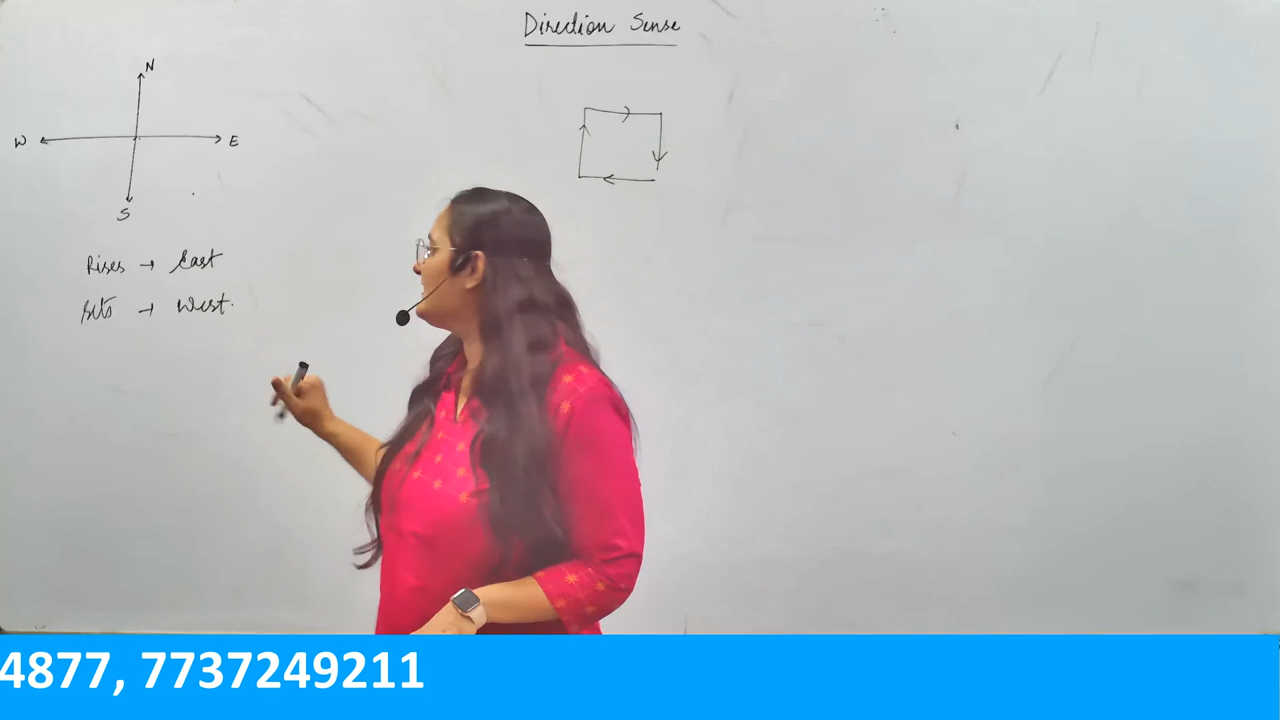 Direction Sense
N
W
E
S
Rises → East
Sets → West.
4877, 7737249211